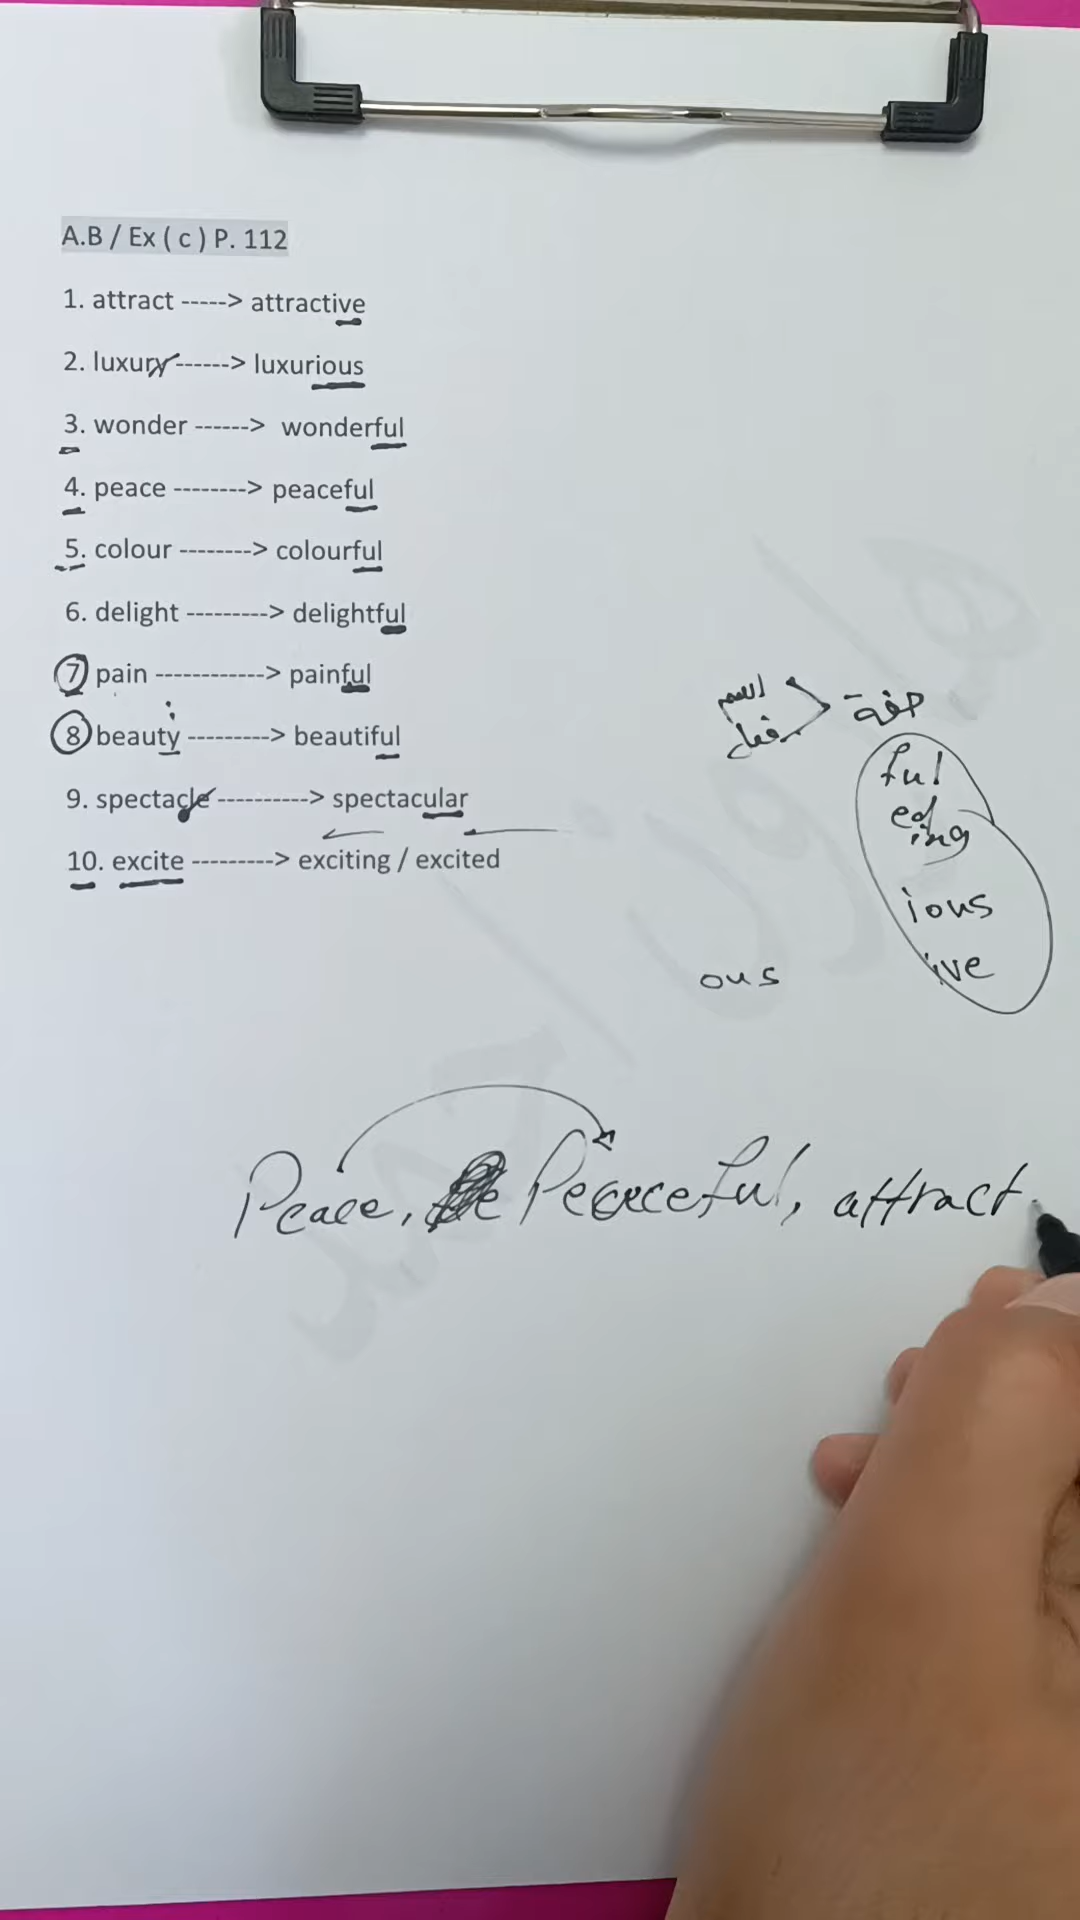 A.B / Ex ( c ) P. 112
1. attract -----> attractive
2. luxury ------> luxurious
3. wonder ------> wonderful
4. peace --------> peaceful
5. colour --------> colourful
6. delight ---------> delightful
7 pain ------------> painful
8 beauty ---------> beautiful
9. spectacle ----------> spectacular
10. excite ---------> exciting / excited
اسم
فعل
صفة
ful
ed
ing
ious
ive
ous
Peace, Peaceful, attract